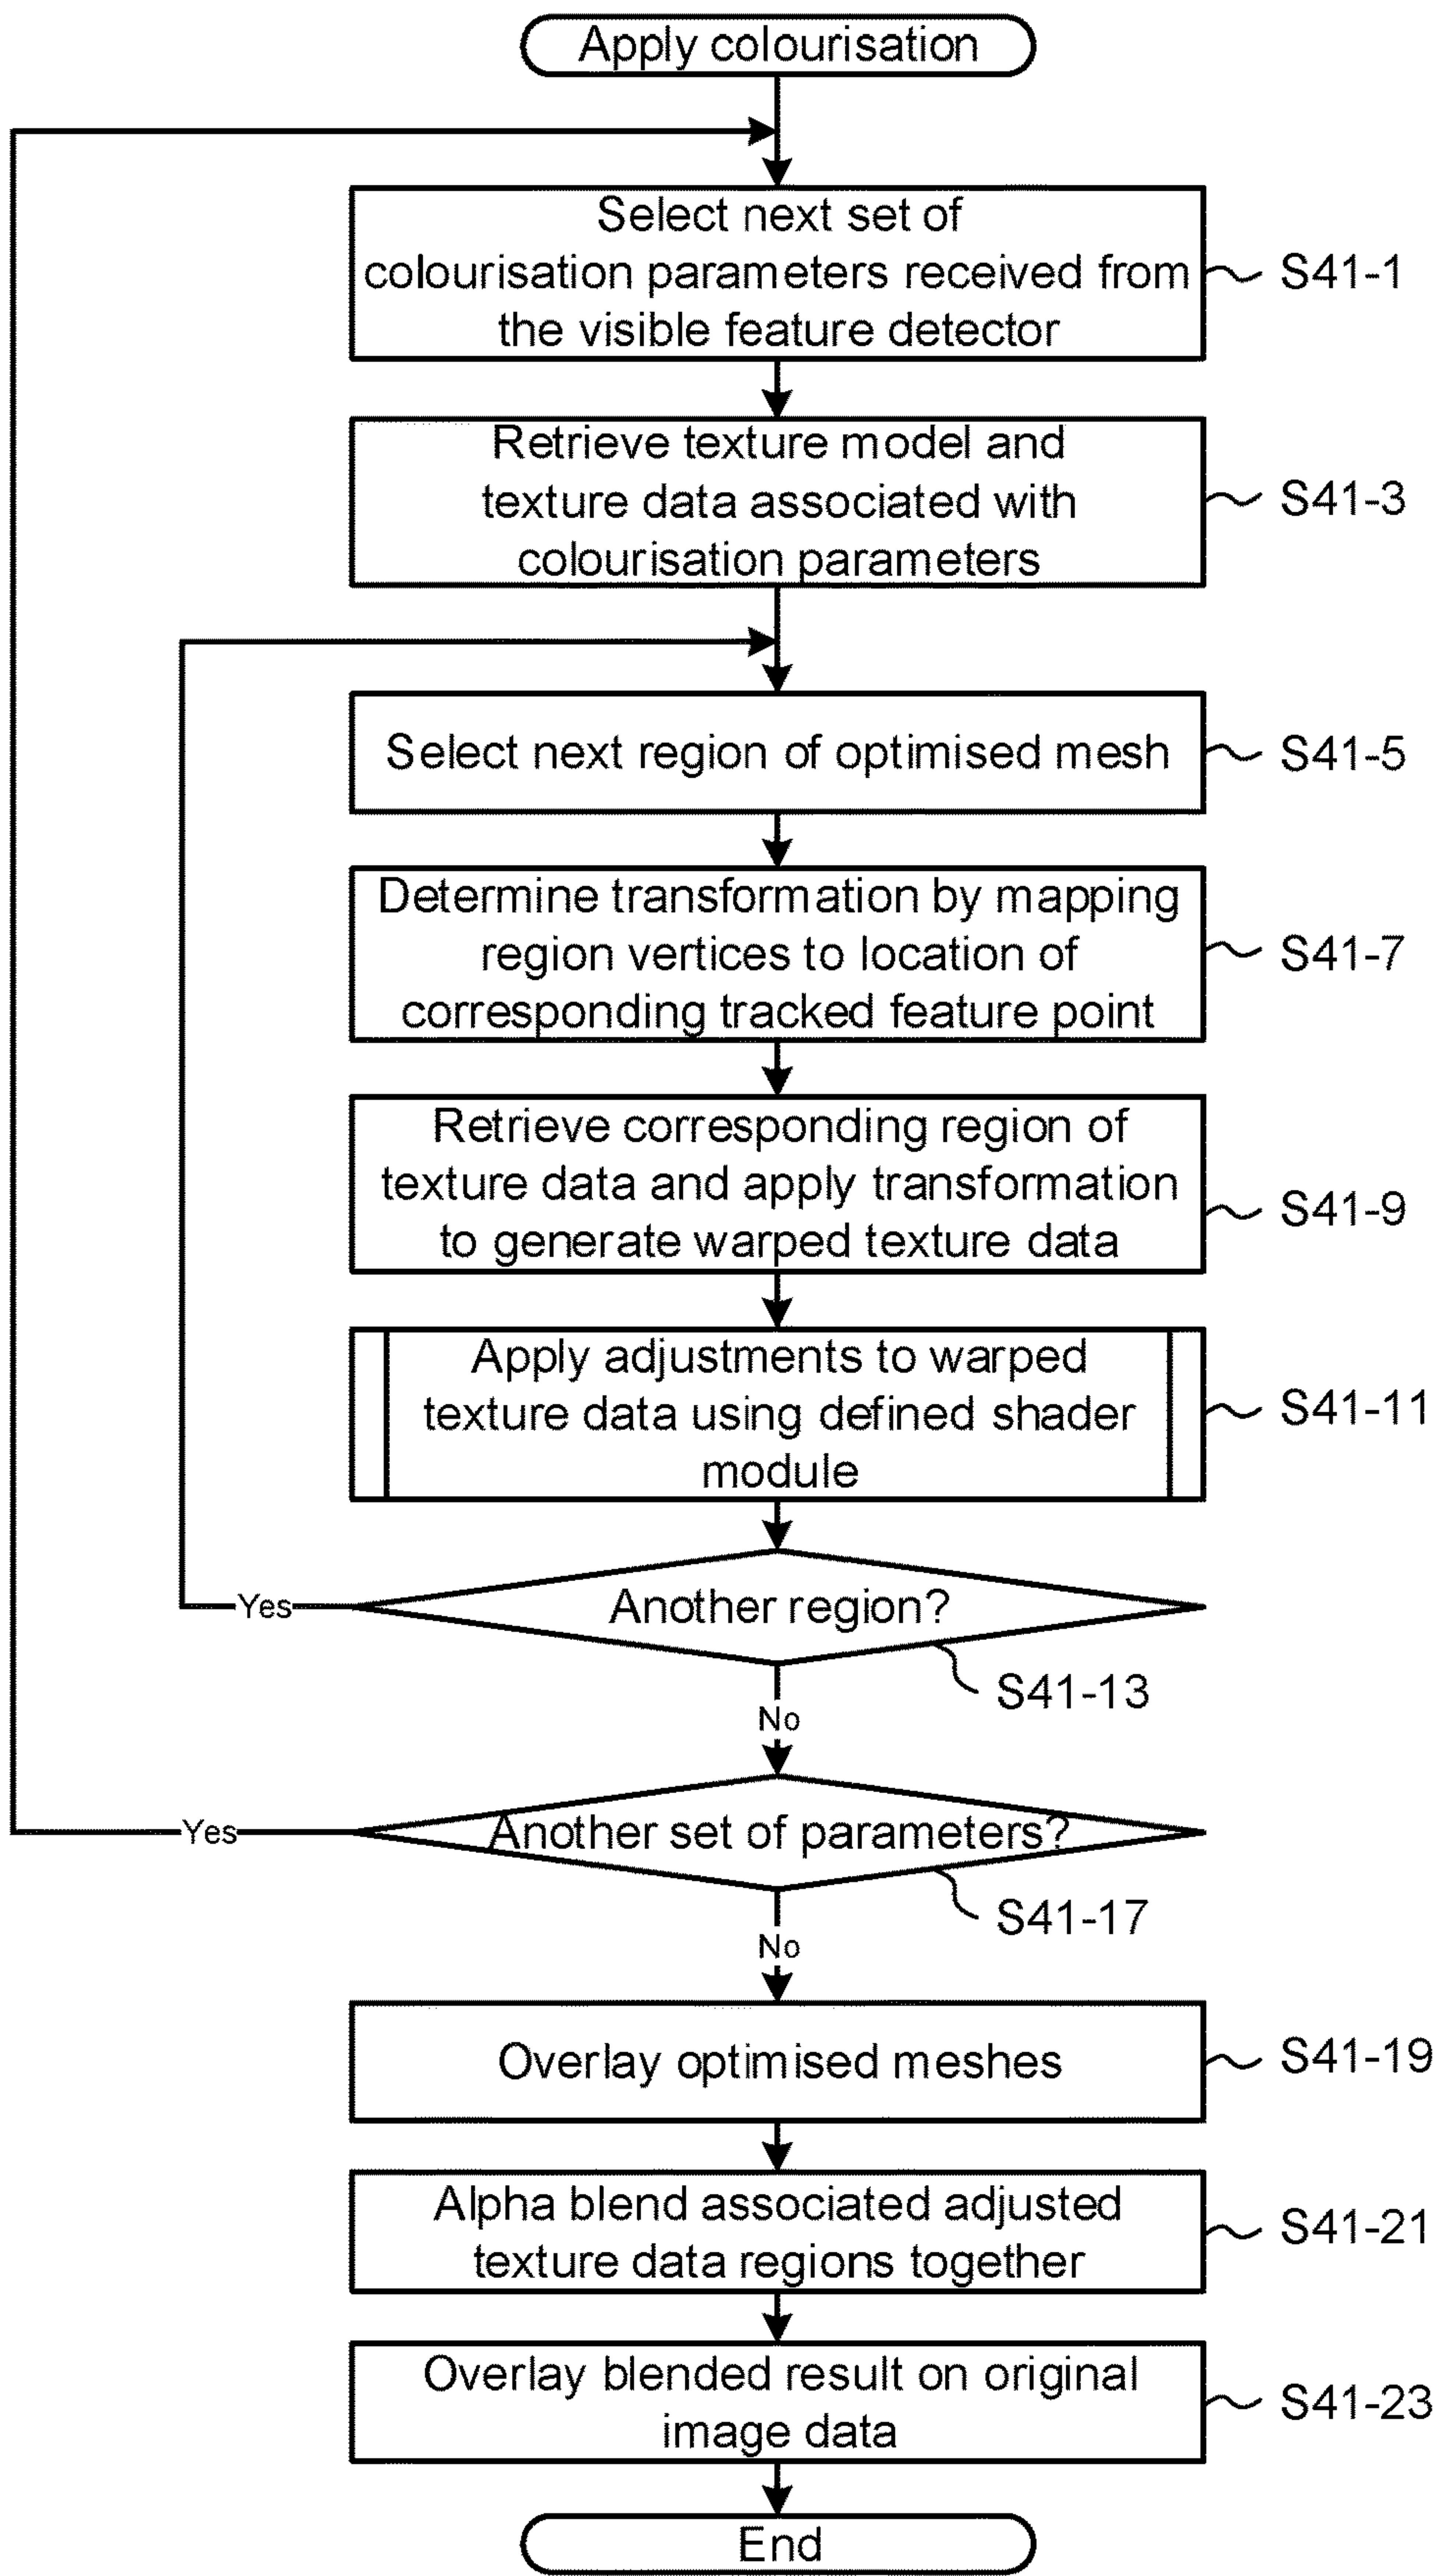 Apply colourisation
Select next set of
colourisation parameters received from
the visible feature detector
S41-1
Retrieve texture model and
texture data associated with
colourisation parameters
S41-3
Select next region of optimised mesh
S41-5
Determine transformation by mapping
region vertices to location of
corresponding tracked feature point
S41-7
Retrieve corresponding region of
texture data and apply transformation
to generate warped texture data
S41-9
Apply adjustments to warped
texture data using defined shader
module
S41-11
Another region?
Yes
S41-13
No
Another set of parameters?
Yes
S41-17
No
Overlay optimised meshes
S41-19
Alpha blend associated adjusted
texture data regions together
S41-21
Overlay blended result on original
image data
S41-23
End